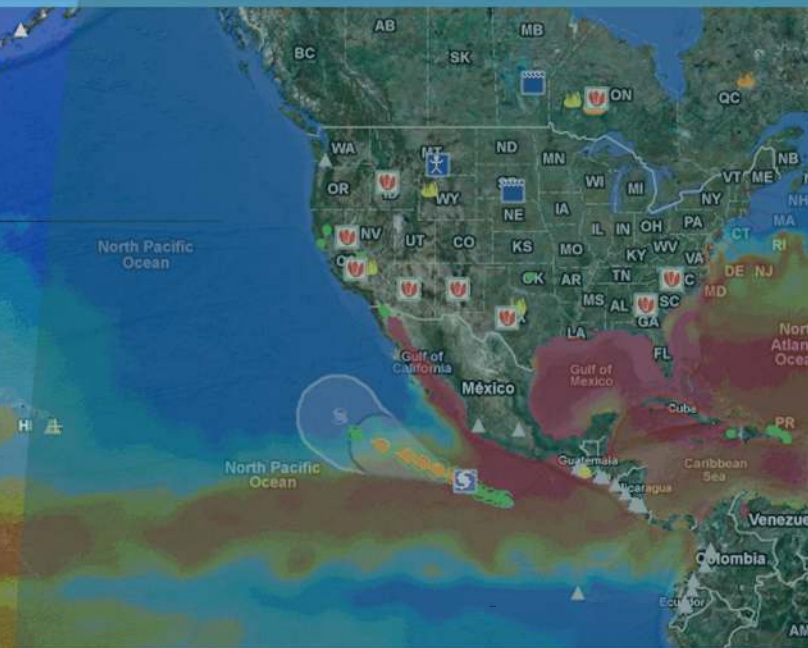 AB
MB
BC
SK
ON
QC
WA
MT
ND
MN
NB
VT
ME
OR
WY
WI
MI
NY
NH
MA
NE
IA
IL
IN
OH
PA
CT
RI
NV
UT
CO
KS
MO
KY
WV
VA
DE
NJ
MD
North Pacific
Ocean
OK
AR
TN
MS
AL
SC
GA
LA
FL
Gulf of
California
Gulf of
Mexico
México
Cuba
PR
HI
North Pacific
Ocean
Guatemala
Nicaragua
Caribbean
Sea
Colombia